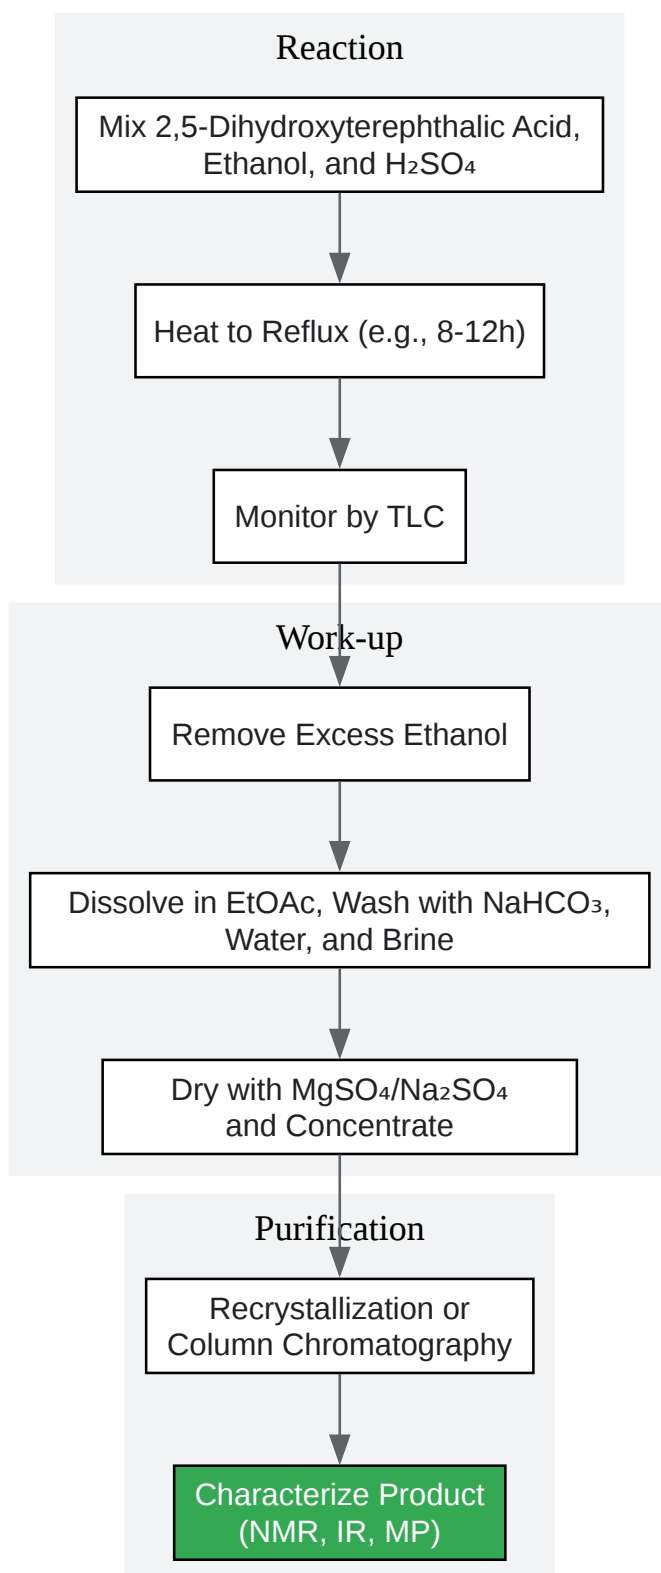 Reaction
Mix 2,5-Dihydroxyterephthalic Acid,
Ethanol, and H₂SO₄
Heat to Reflux (e.g., 8-12h)
Monitor by TLC
Work-up
Remove Excess Ethanol
Dissolve in EtOAc, Wash with NaHCO₃,
Water, and Brine
Dry with MgSO₄/Na₂SO₄
and Concentrate
Purification
Recrystallization or
Column Chromatography
Characterize Product
(NMR, IR, MP)